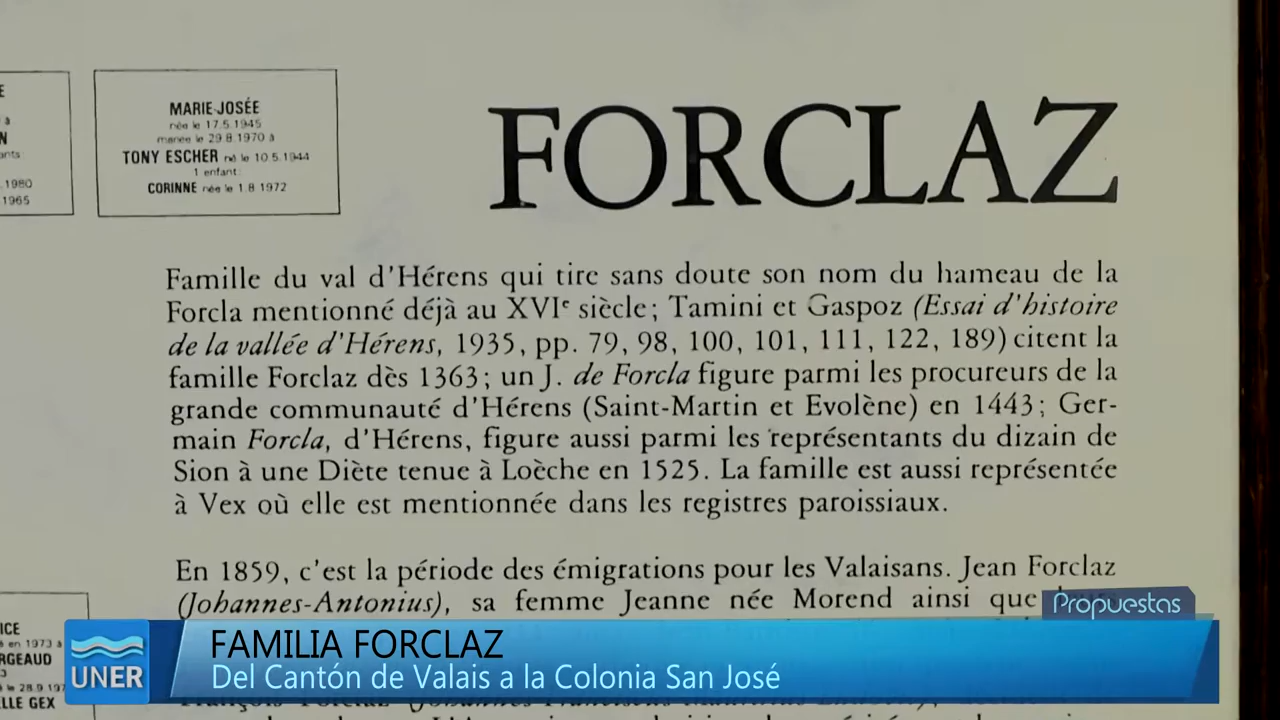 MARIE-JOSÉE
née le 17.5.1945
mariée le 29.8.1970 à
TONY ESCHER né le 10.5.1944
1 enfant:
CORINNE née le 1.8.1972
.1980
1965
FORCLAZ
Famille du val d'Hérens qui tire sans doute son nom du hameau de la
Forcla mentionné déjà au XVIe siècle; Tamini et Gaspoz (Essai d'histoire
de la vallée d'Hérens, 1935, pp. 79, 98, 100, 101, 111, 122, 189) citent la
famille Forclaz dès 1363; un J. de Forcla figure parmi les procureurs de la
grande communauté d'Hérens (Saint-Martin et Evolène) en 1443; Ger-
main Forcla, d'Hérens, figure aussi parmi les représentants du dizain de
Sion à une Diète tenue à Loèche en 1525. La famille est aussi représentée
à Vex où elle est mentionnée dans les registres paroissiaux.
En 1859, c'est la période des émigrations pour les Valaisans. Jean Forclaz
(Johannes-Antonius), sa femme Jeanne née Morend ainsi que
Propuestas
ICE
en 1973 à
RGEAUD
LLE GEX
UNER
FAMILIA FORCLAZ
Del Cantón de Valais a la Colonia San José